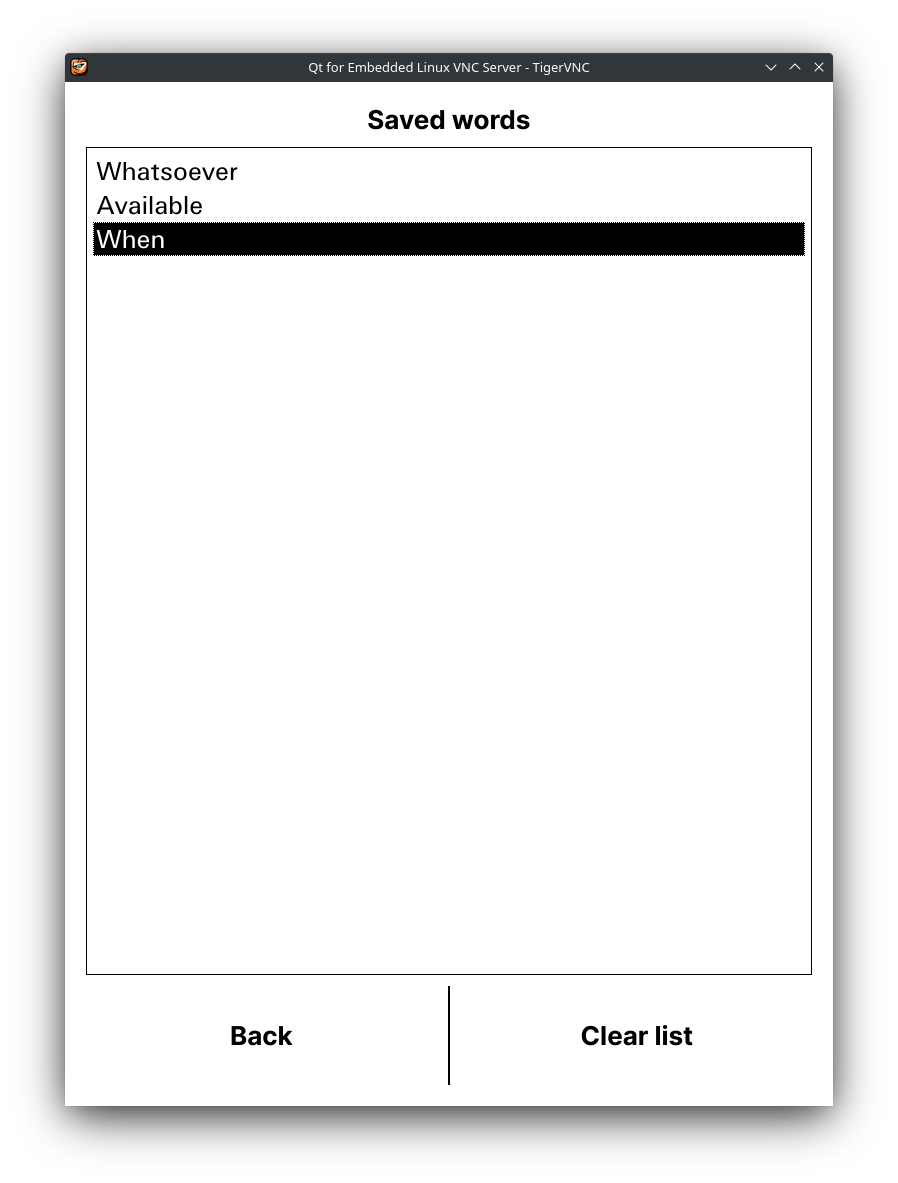 Qt for Embedded Linux VNC Server - TigerVNC
Saved words
Whatsoever
Available
When
Back
Clear list